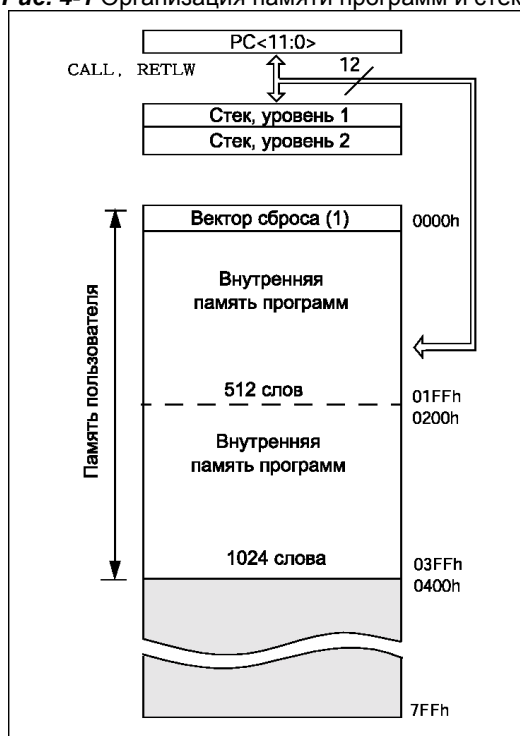 Рис. 4-1 Организация памяти программ и стек
PC<11:0>
CALL, RETLW
12
Стек, уровень 1
Стек, уровень 2
Вектор сброса (1)
0000h
Память пользователя
Внутренняя
память программ
512 слов
01FFh
0200h
Внутренняя
память программ
1024 слова
03FFh
0400h
7FFh